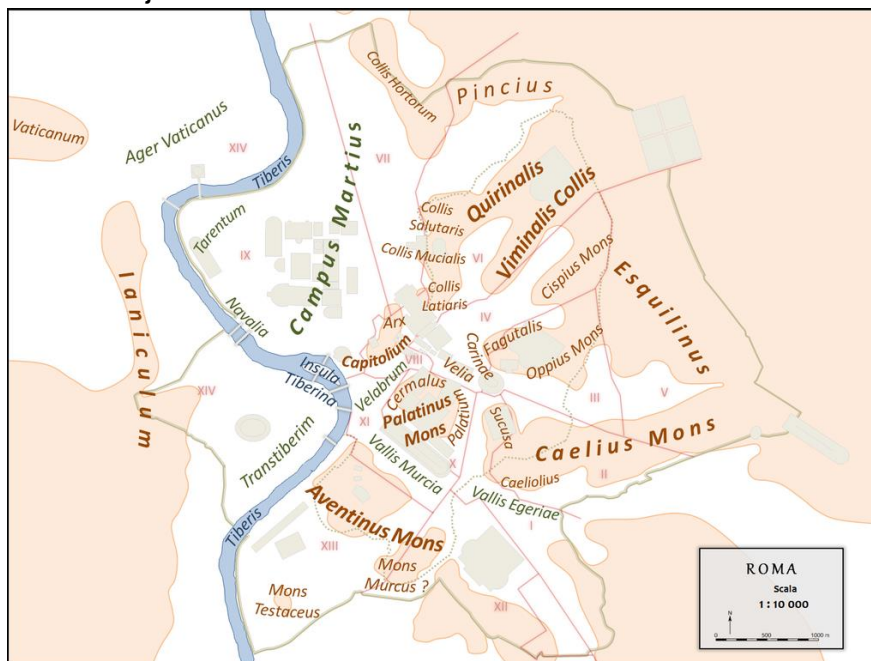 Collis Hortorum
Pincius
Vaticanum
Ager Vaticanus
XIV
VII
Tiberis
Campus Martius
Quirinalis
Viminalis Collis
Collis
Salutaris
Tarentum
IX
Collis Mucialis
VI
Cispius Mons
Esquilinus
Ianiculum
Collis
Latiaris
Navalia
Arx
IV
Fagutalis
Capitolium
VIII
Velia
Carinae
Oppius Mons
Insula
Tiberina
Velabrum
Cermalus
XIV
III
V
Palatinus
Mons
Palatium
Sucusa
XI
Caelius Mons
Transtiberim
Vallis Murcia
X
Caeliolius
II
Vallis Egeriae
I
Aventinus Mons
Tiberis
XIII
Mons
Murcus ?
Mons
Testaceus
XII
ROMA
Scala
1 : 10 000
N
0 500 1000 m